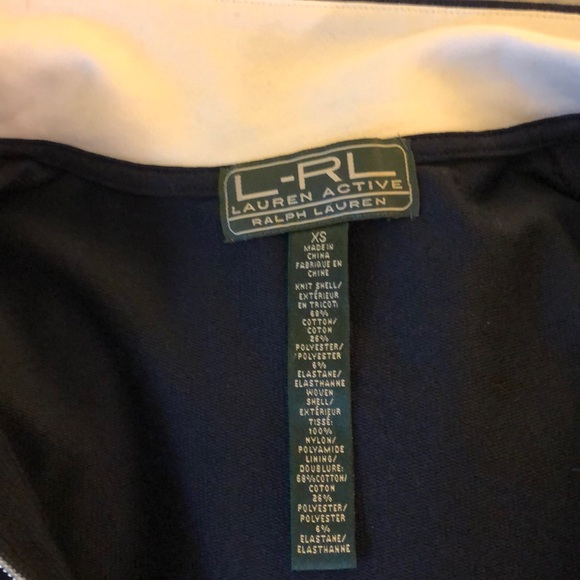 L-RL
LAUREN ACTIVE
RALPH LAUREN
XS
MADE IN
CHINA
FABRIQUE EN
CHINE
KNIT SHELL/
EXTÉRIEUR
EN TRICOT:
68%
COTTON/
COTON
26%
POLYESTER/
POLYESTER
6%
ELASTANE/
ELASTHANNE
WOVEN
SHELL/
EXTÉRIEUR
TISSÉ:
100%
NYLON/
POLYAMIDE
LINING/
DOUBLURE:
68%COTTON/
COTON
26%
POLYESTER/
POLYESTER
6%
ELASTANE/
ELASTHANNE